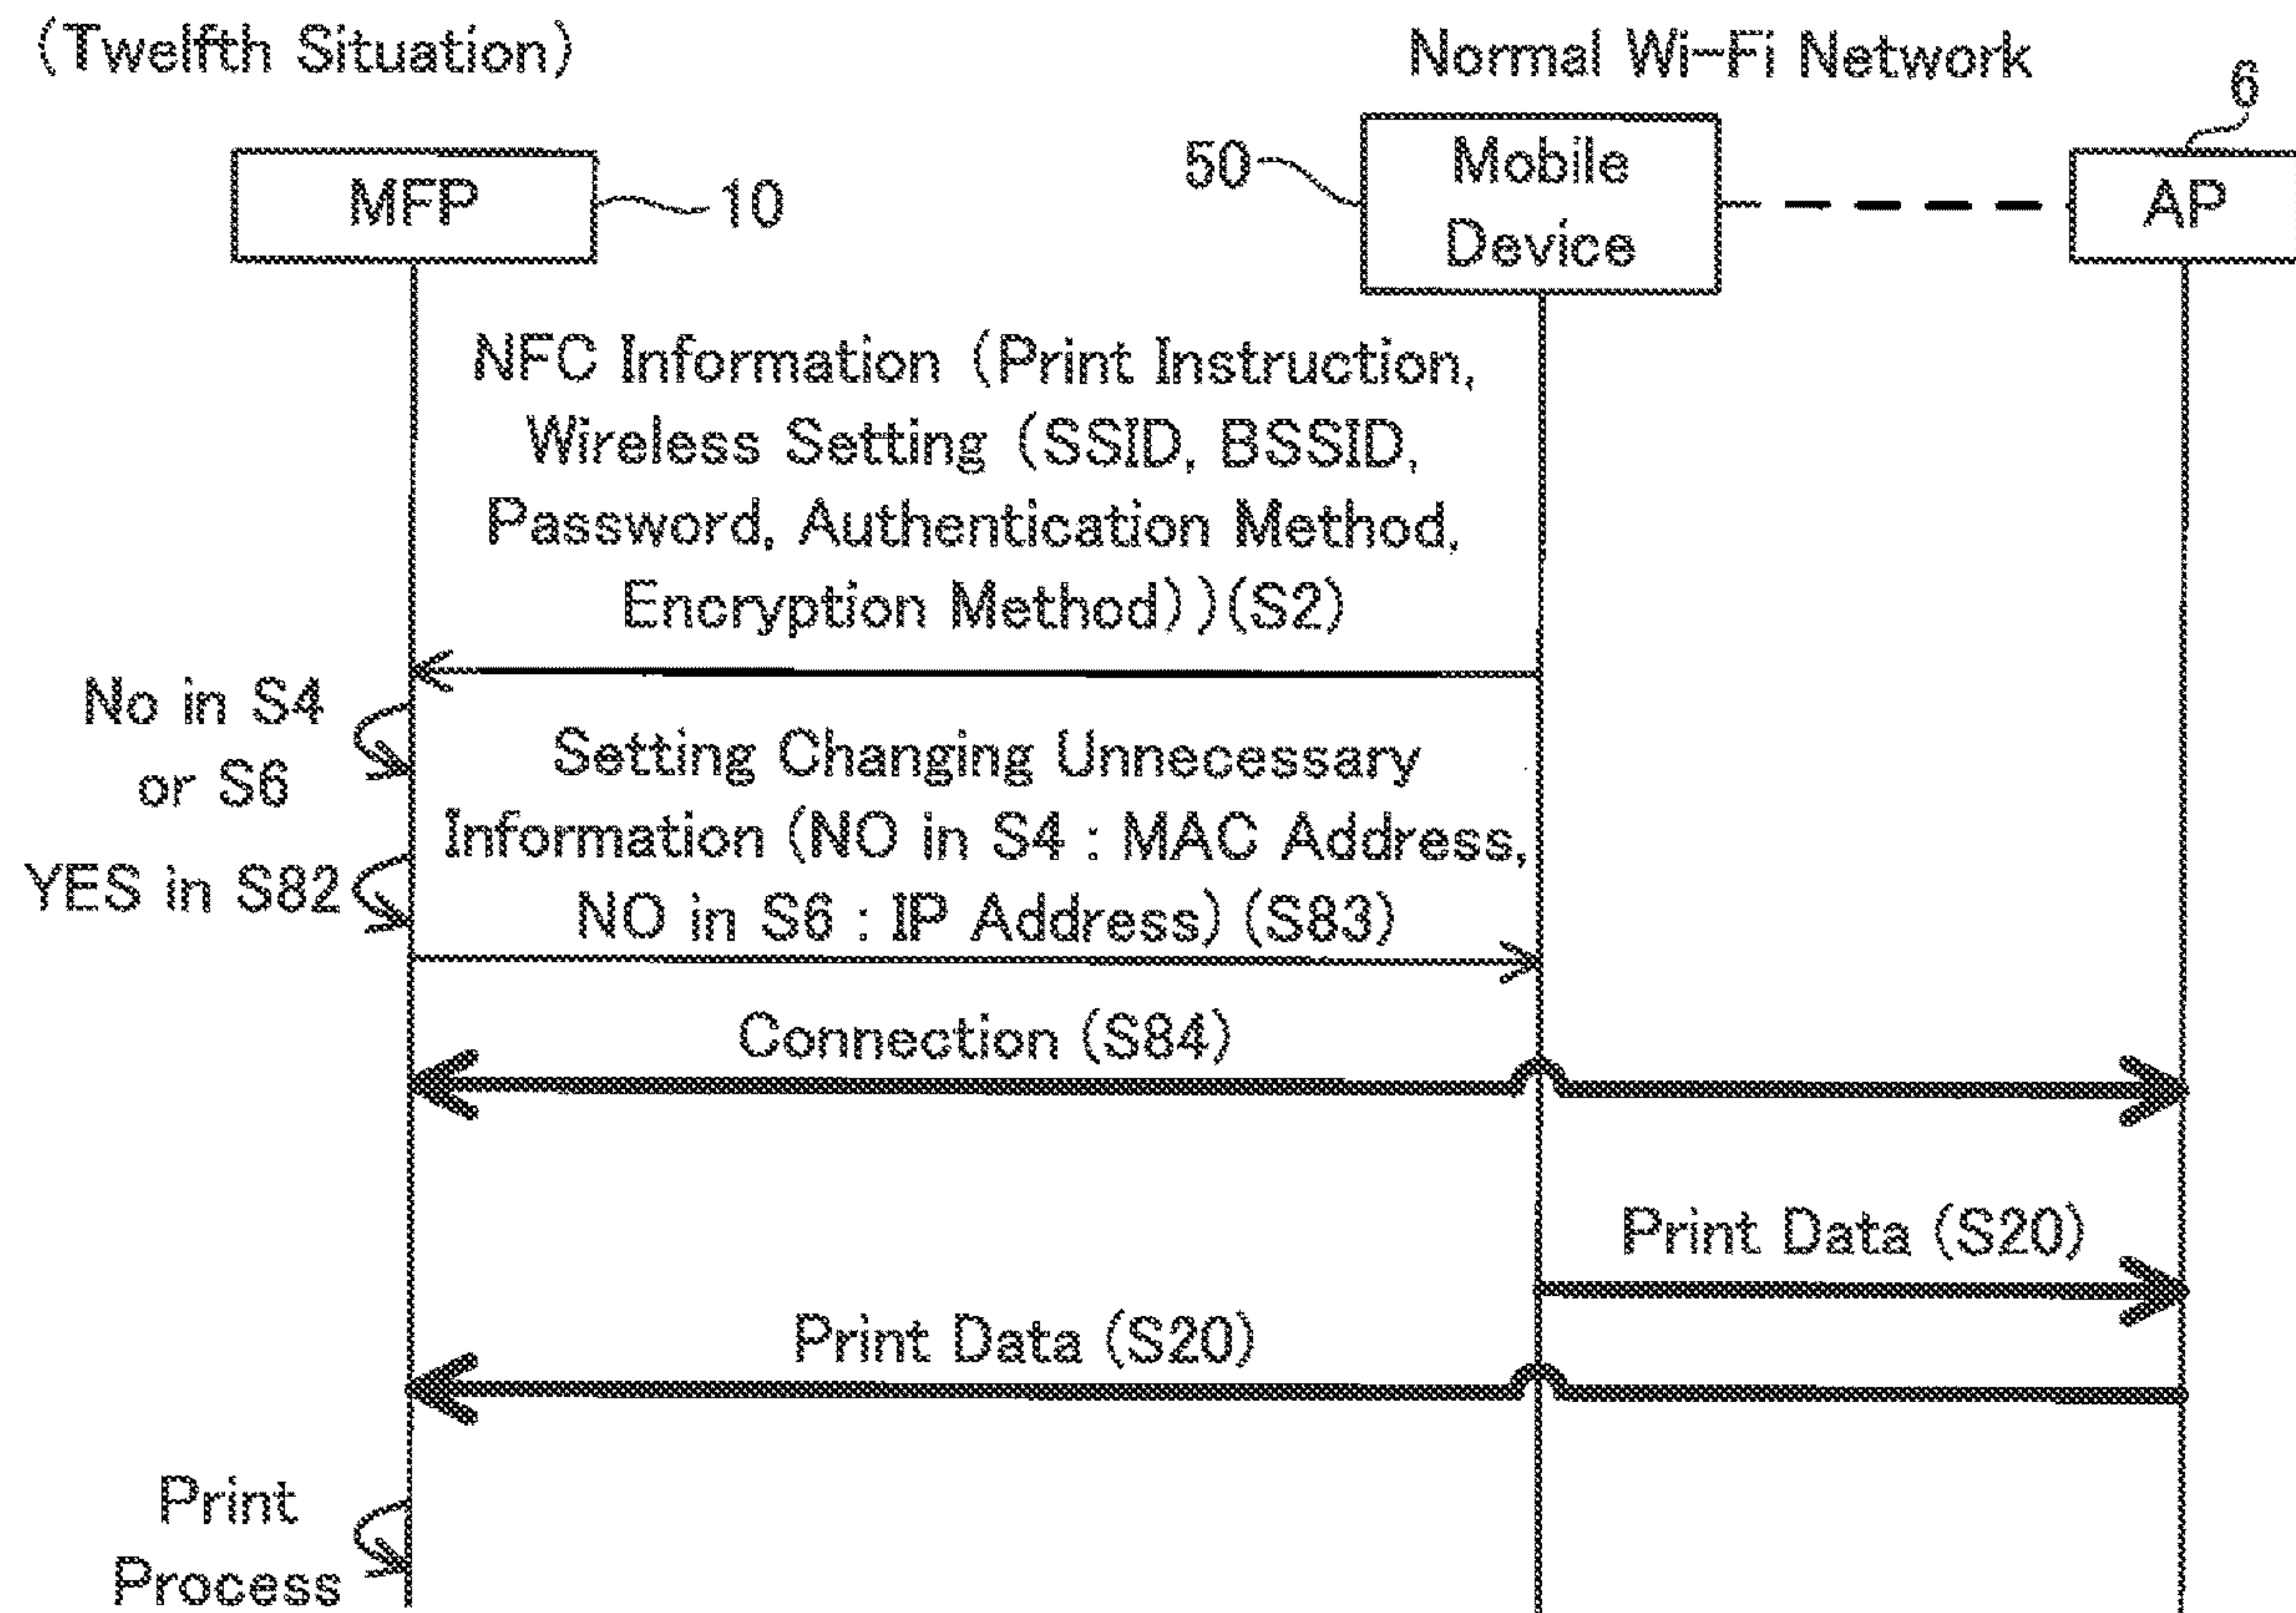 (Twelfth Situation)
Normal Wi-Fi Network
6
MFP
10
50
Mobile
Device
AP
NFC Information (Print Instruction,
Wireless Setting (SSID, BSSID,
Password, Authentication Method,
Encryption Method))(S2)
No in S4
or S6
Setting Changing Unnecessary
Information (NO in S4 : MAC Address,
NO in S6 : IP Address) (S83)
YES in S82
Connection (S84)
Print Data (S20)
Print Data (S20)
Print
Process